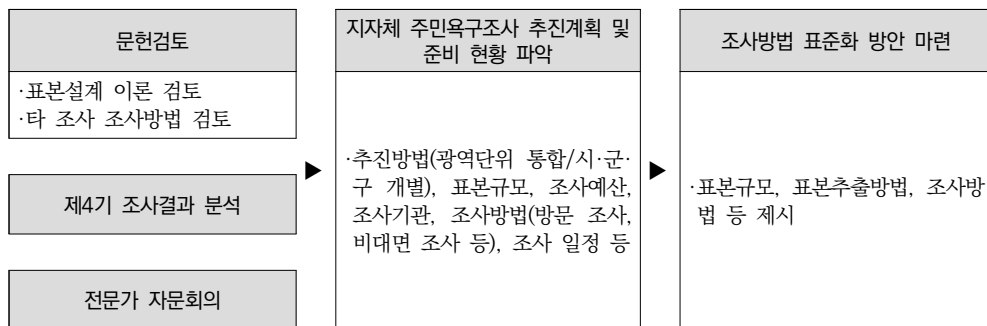 문헌검토
·표본설계 이론 검토
·타 조사 조사방법 검토
제4기 조사결과 분석
전문가 자문회의
▶
지자체 주민욕구조사 추진계획 및
준비 현황 파악
·추진방법(광역단위 통합/시·군·
구 개별), 표본규모, 조사예산,
조사기관, 조사방법(방문 조사,
비대면 조사 등), 조사 일정 등
▶
조사방법 표준화 방안 마련
·표본규모, 표본추출방법, 조사방
법 등 제시